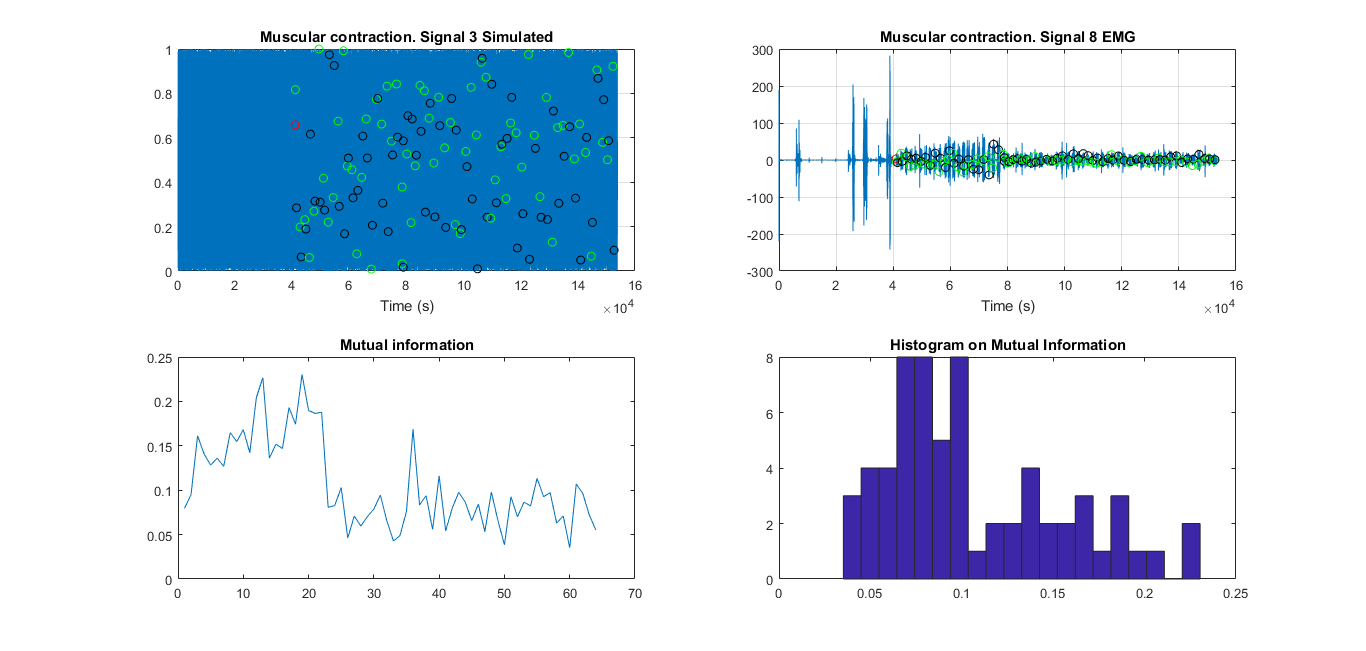 Muscular contraction. Signal 3 Simulated
1
0.8
0.6
0.4
0.2
0
0 2 4 6 8 10 12 14 16
Time (s)
×10^4
Muscular contraction. Signal 8 EMG
300
200
100
0
-100
-200
-300
0 2 4 6 8 10 12 14 16
Time (s)
×10^4
Mutual information
0.25
0.2
0.15
0.1
0.05
0
0 10 20 30 40 50 60 70
Histogram on Mutual Information
8
6
4
2
0
0 0.05 0.1 0.15 0.2 0.25